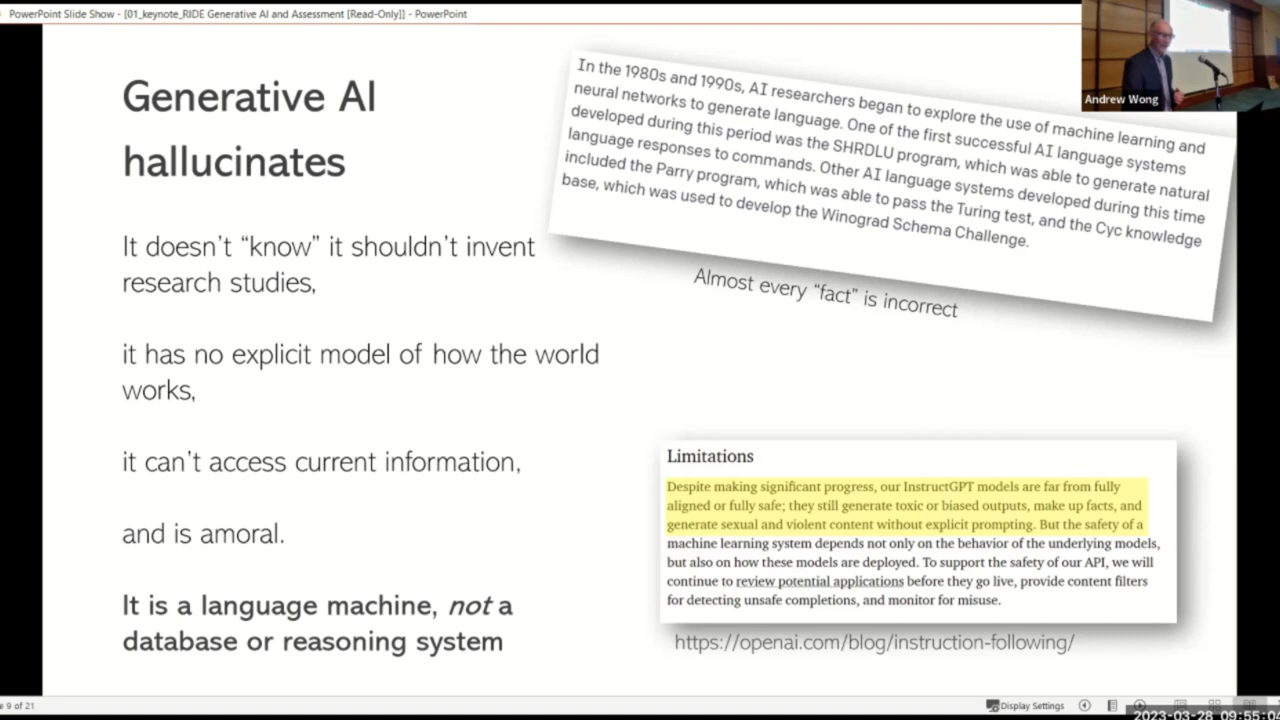 PowerPoint Slide Show - [01_keynote_RIDE Generative AI and Assessment [Read-Only]] - PowerPoint
Andrew Wong
Generative AI
hallucinates
It doesn't “know” it shouldn't invent
research studies,
it has no explicit model of how the world
works,
it can't access current information,
and is amoral.
It is a language machine, not a
database or reasoning system
In the 1980s and 1990s, AI researchers began to explore the use of machine learning and
neural networks to generate language. One of the first successful AI language systems
developed during this period was the SHRDLU program, which was able to generate natural
language responses to commands. Other AI language systems developed during this time
included the Parry program, which was able to pass the Turing test, and the Cyc knowledge
base, which was used to develop the Winograd Schema Challenge.
Almost every “fact” is incorrect
Limitations
Despite making significant progress, our InstructGPT models are far from fully
aligned or fully safe; they still generate toxic or biased outputs, make up facts, and
generate sexual and violent content without explicit prompting. But the safety of a
machine learning system depends not only on the behavior of the underlying models,
but also on how these models are deployed. To support the safety of our API, we will
continue to review potential applications before they go live, provide content filters
for detecting unsafe completions, and monitor for misuse.
https://openai.com/blog/instruction-following/
e 9 of 21
Display Settings
2023-03-28 09:55:04